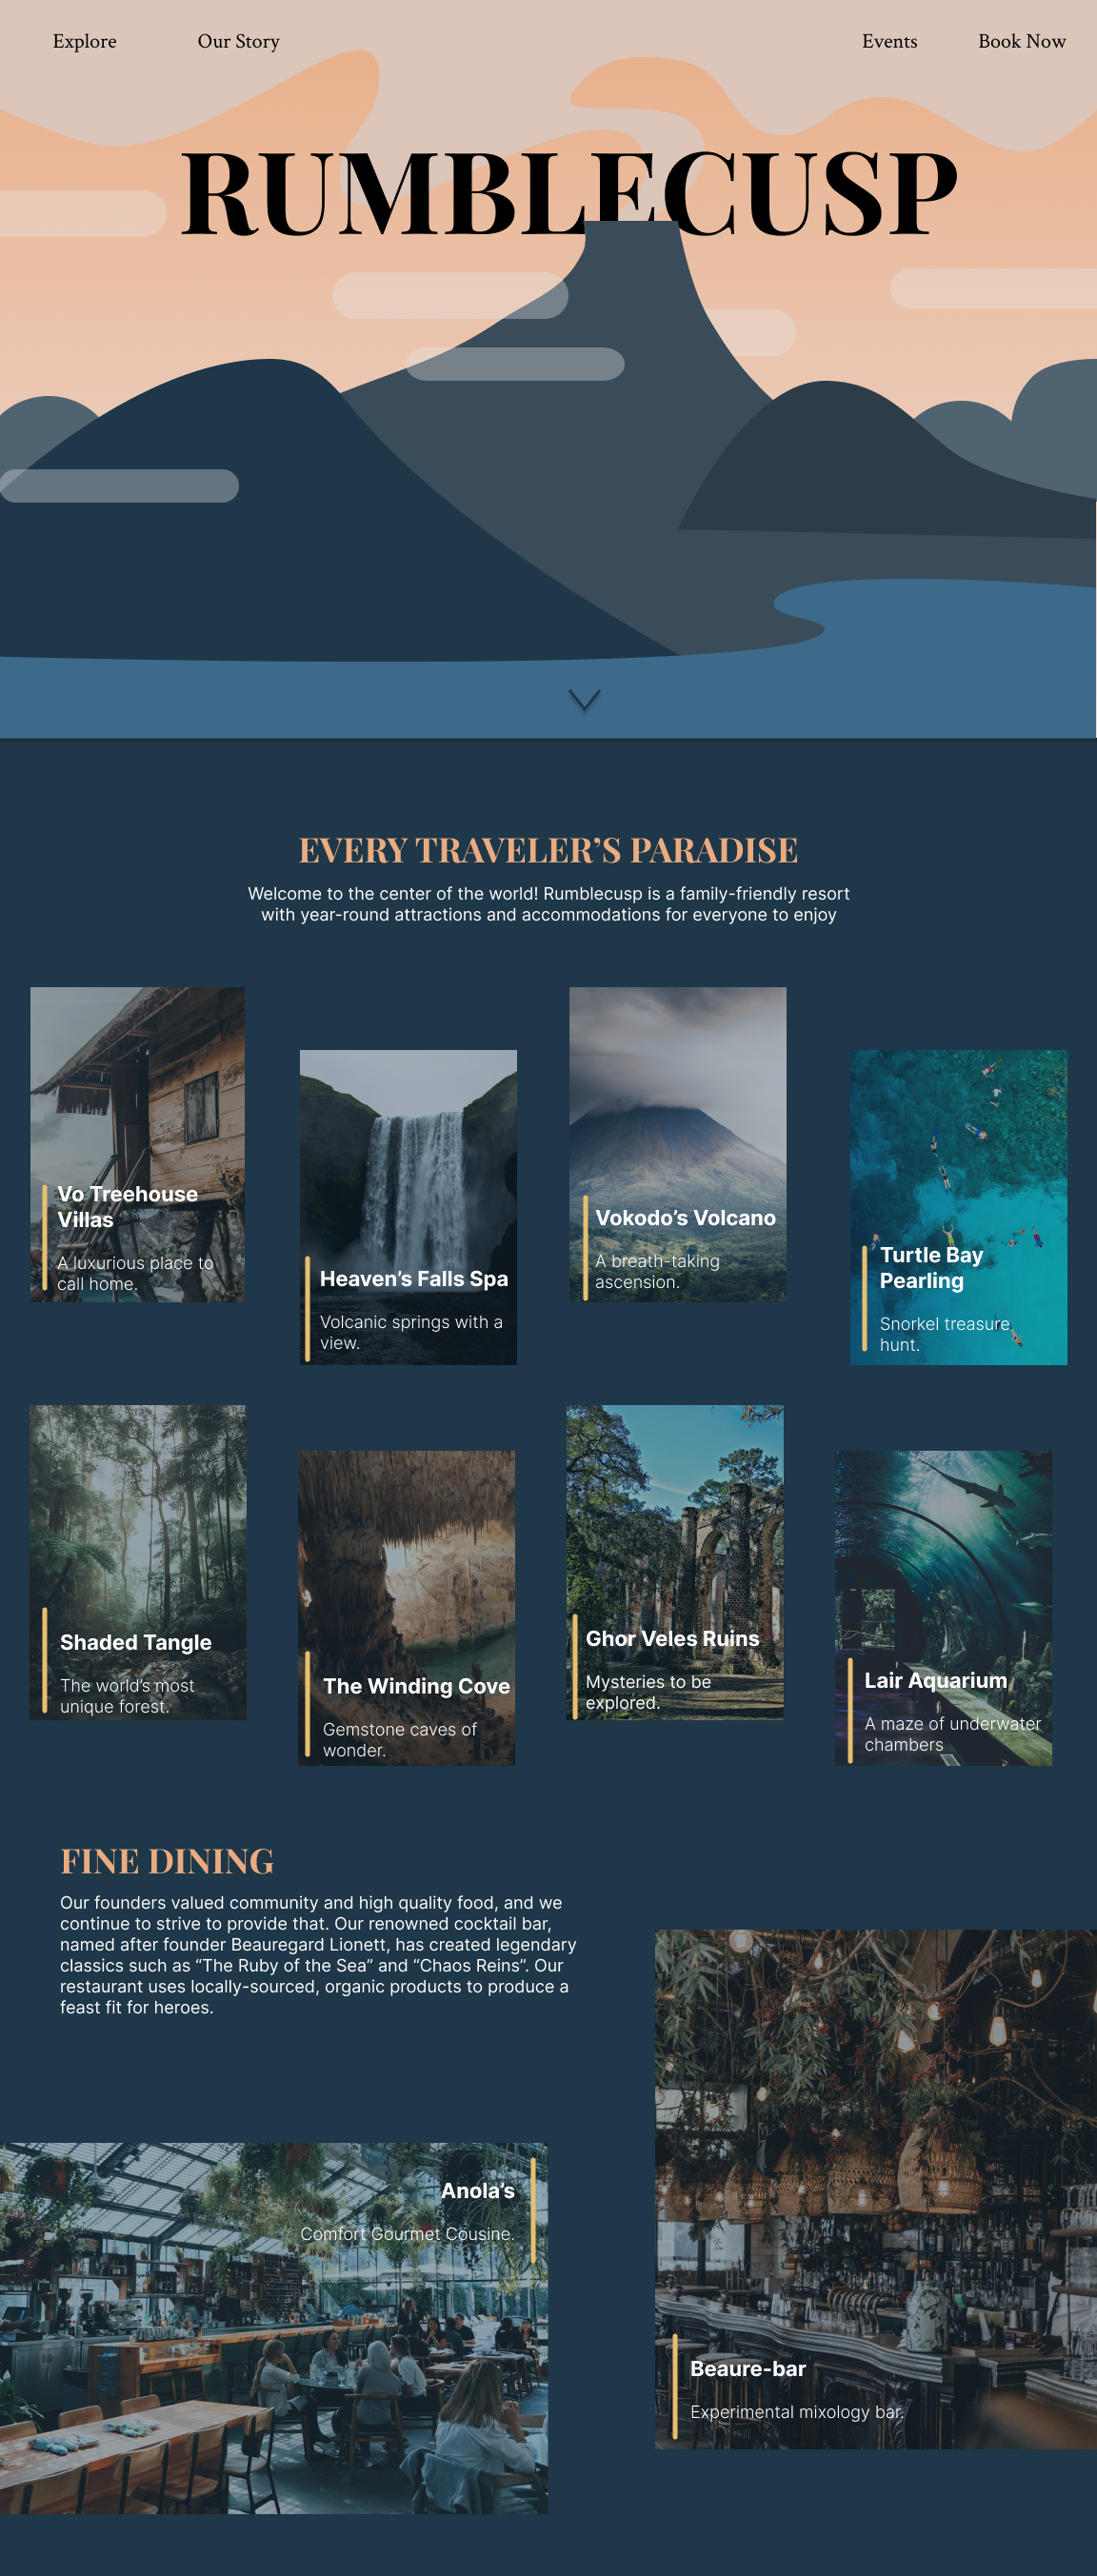 Explore
Our Story
Events
Book Now
RUMBLECUSP
EVERY TRAVELER’S PARADISE
Welcome to the center of the world! Rumblecusp is a family-friendly resort
with year-round attractions and accommodations for everyone to enjoy
Vo Treehouse
Villas
A luxurious place to
call home.
Heaven’s Falls Spa
Volcanic springs with a
view.
Vokodo’s Volcano
A breath-taking
ascension.
Turtle Bay
Pearling
Snorkel treasure
hunt.
Shaded Tangle
The world’s most
unique forest.
The Winding Cove
Gemstone caves of
wonder.
Ghor Veles Ruins
Mysteries to be
explored.
Lair Aquarium
A maze of underwater
chambers
FINE DINING
Our founders valued community and high quality food, and we
continue to strive to provide that. Our renowned cocktail bar,
named after founder Beauregard Lionett, has created legendary
classics such as “The Ruby of the Sea” and “Chaos Reins”. Our
restaurant uses locally-sourced, organic products to produce a
feast fit for heroes.
Anola’s
Comfort Gourmet Cousine.
Beaure-bar
Experimental mixology bar.